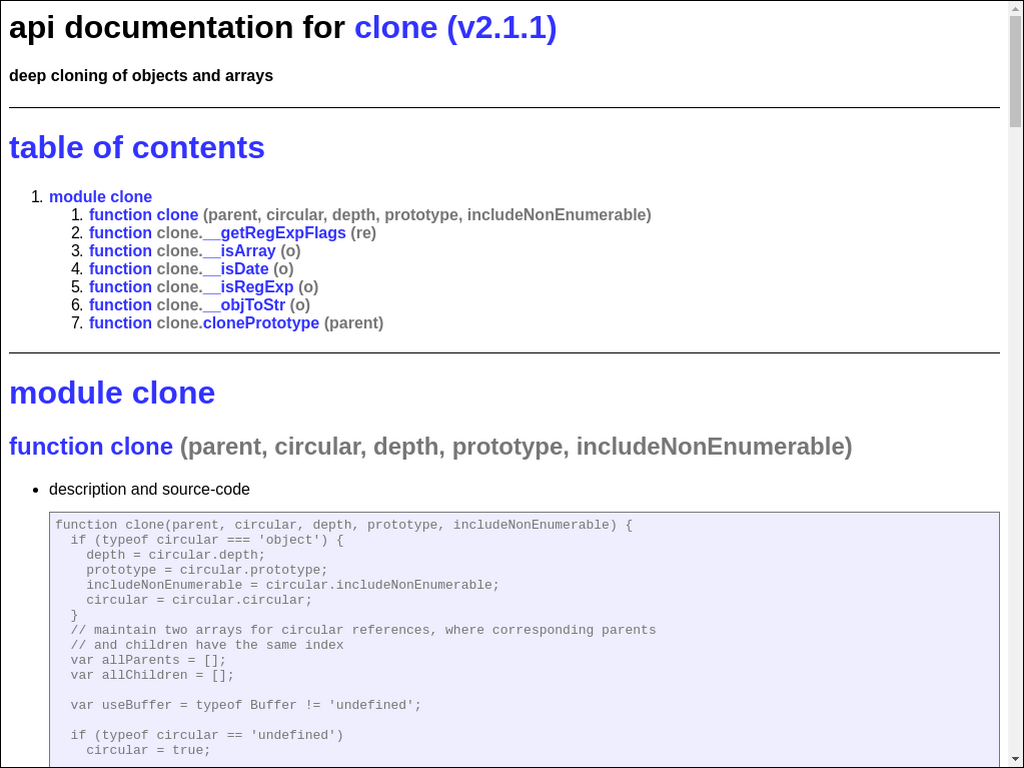 api documentation for clone (v2.1.1)
deep cloning of objects and arrays
table of contents
1. module clone
1. function clone (parent, circular, depth, prototype, includeNonEnumerable)
2. function clone.__getRegExpFlags (re)
3. function clone.__isArray (o)
4. function clone.__isDate (o)
5. function clone.__isRegExp (o)
6. function clone.__objToStr (o)
7. function clone.clonePrototype (parent)
module clone
function clone (parent, circular, depth, prototype, includeNonEnumerable)
• description and source-code
function clone(parent, circular, depth, prototype, includeNonEnumerable) {
  if (typeof circular === 'object') {
    depth = circular.depth;
    prototype = circular.prototype;
    includeNonEnumerable = circular.includeNonEnumerable;
    circular = circular.circular;
  }
  // maintain two arrays for circular references, where corresponding parents
  // and children have the same index
  var allParents = [];
  var allChildren = [];
  var useBuffer = typeof Buffer != 'undefined';
  if (typeof circular == 'undefined')
    circular = true;